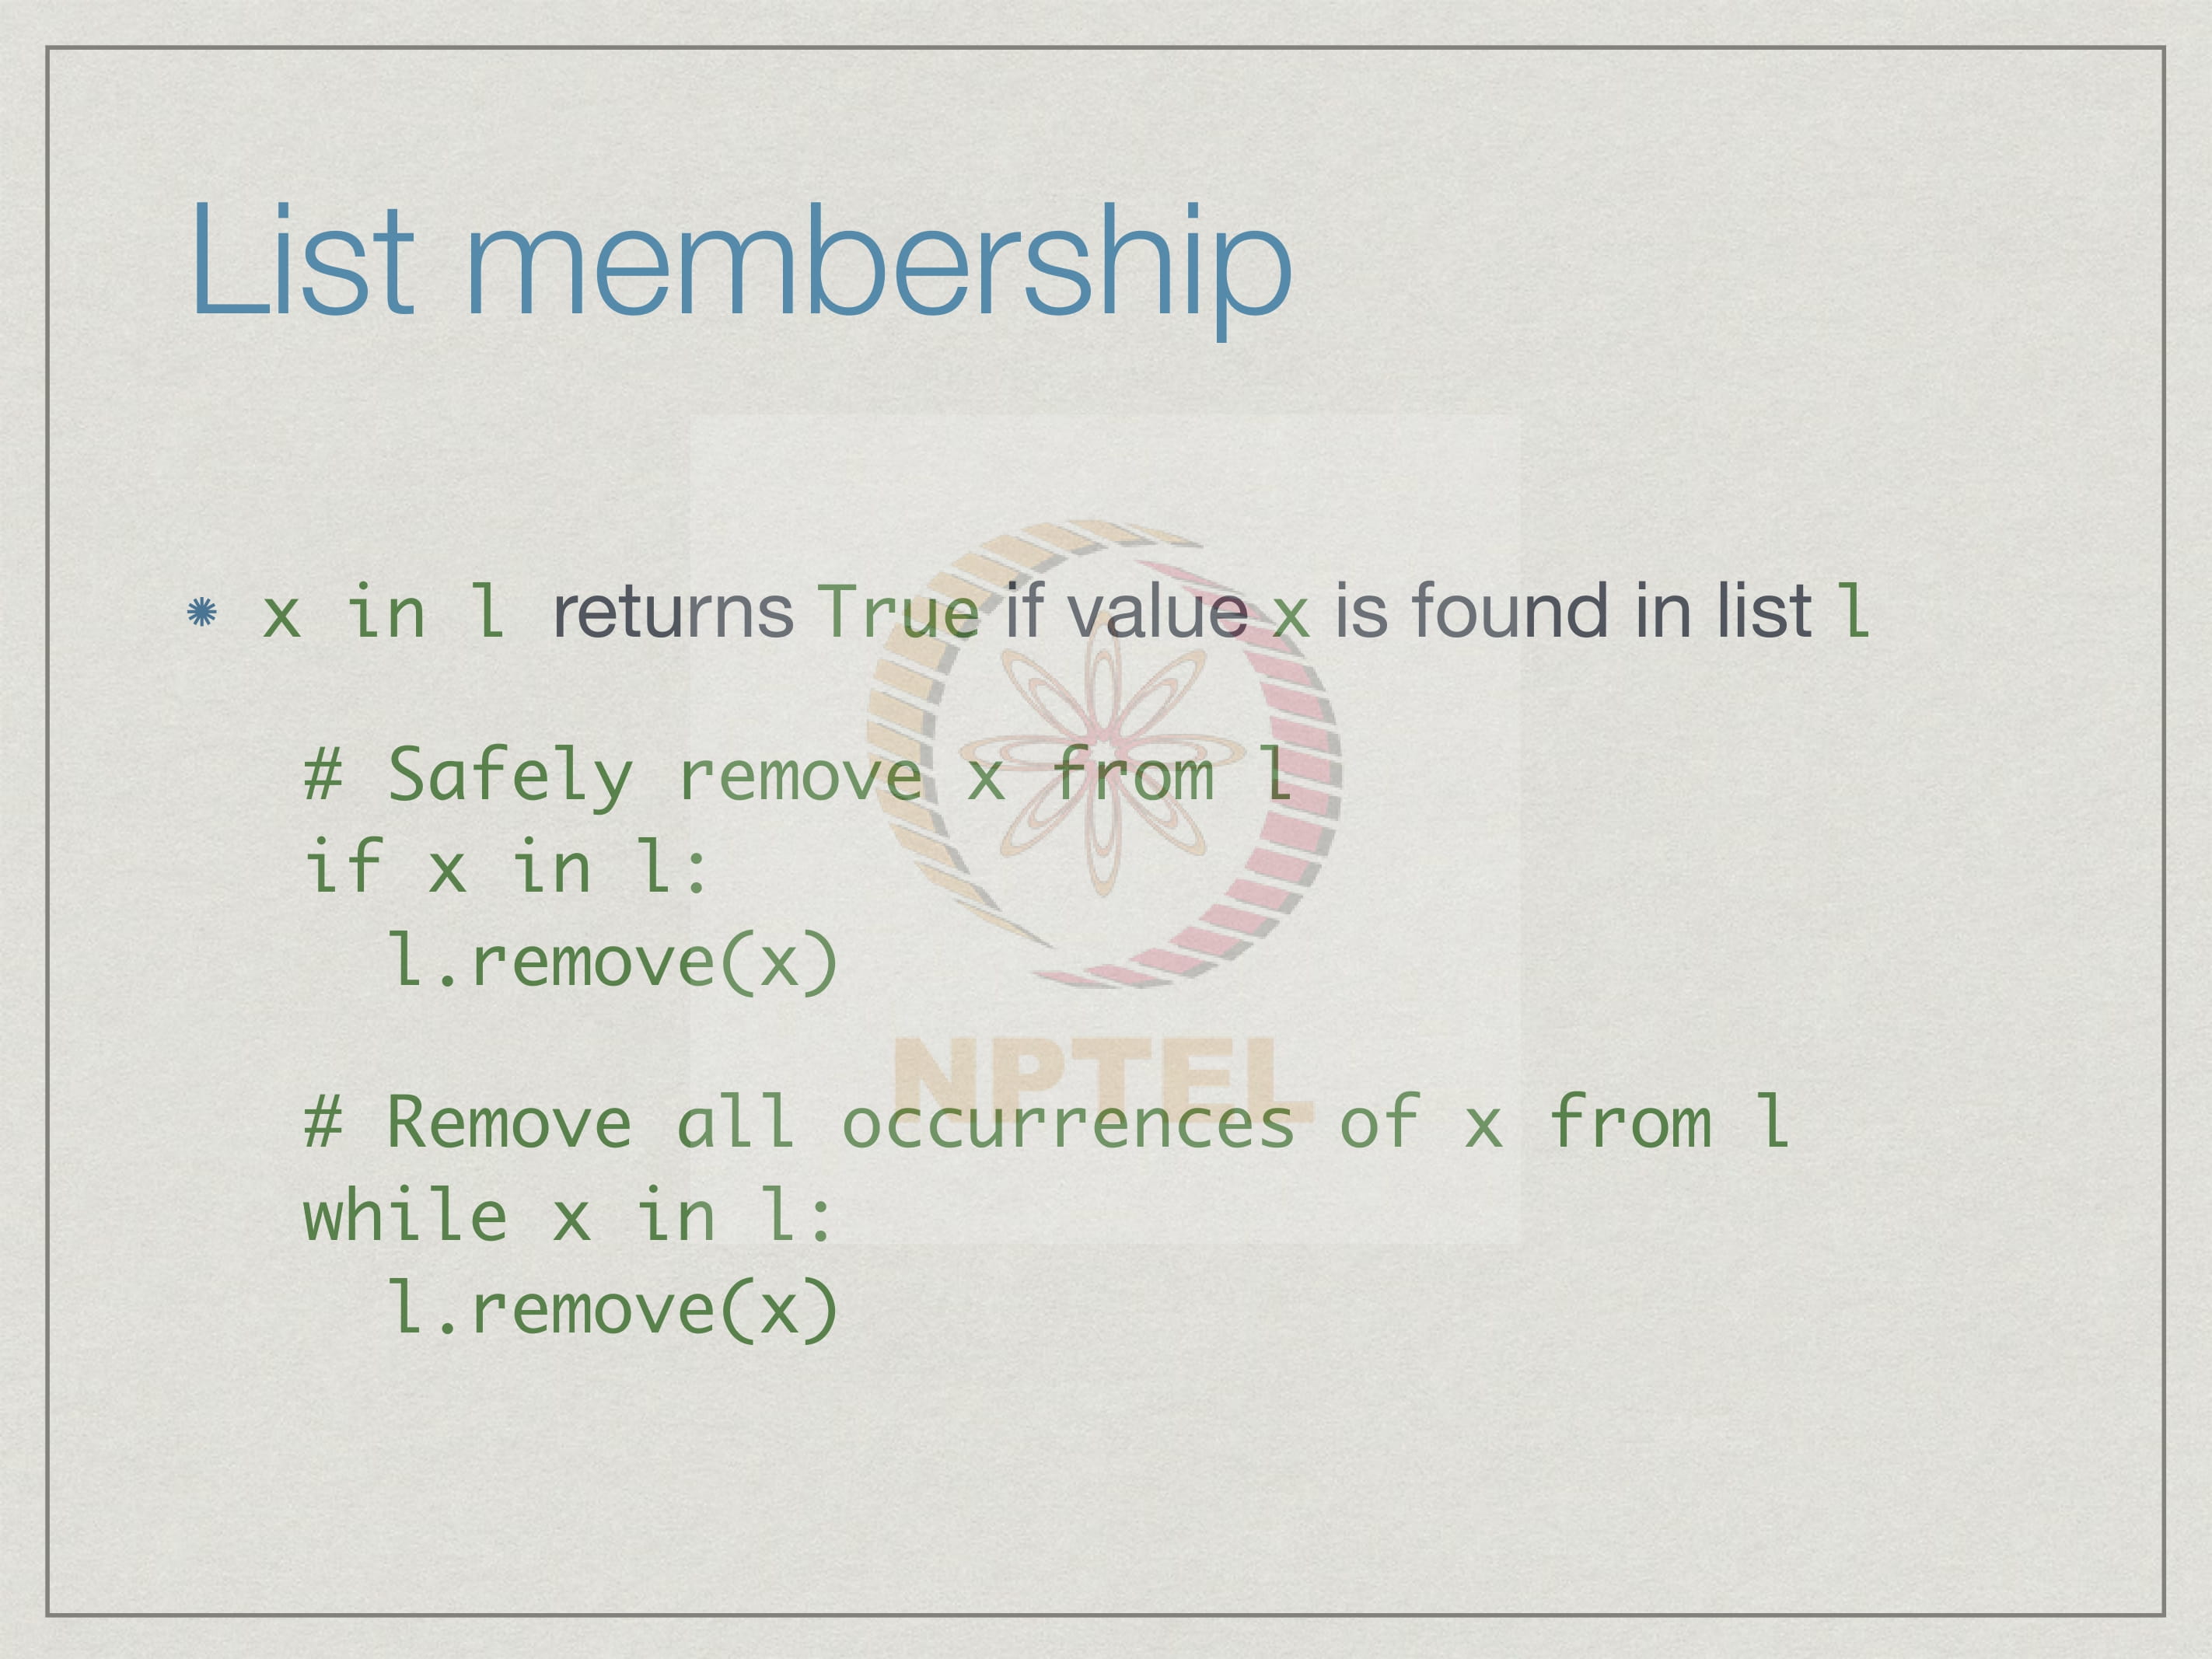 List membership
x in l returns True if value x is found in list l
# Safely remove x from l
if x in l:
  l.remove(x)
# Remove all occurrences of x from l
while x in l:
  l.remove(x)
NPTEL